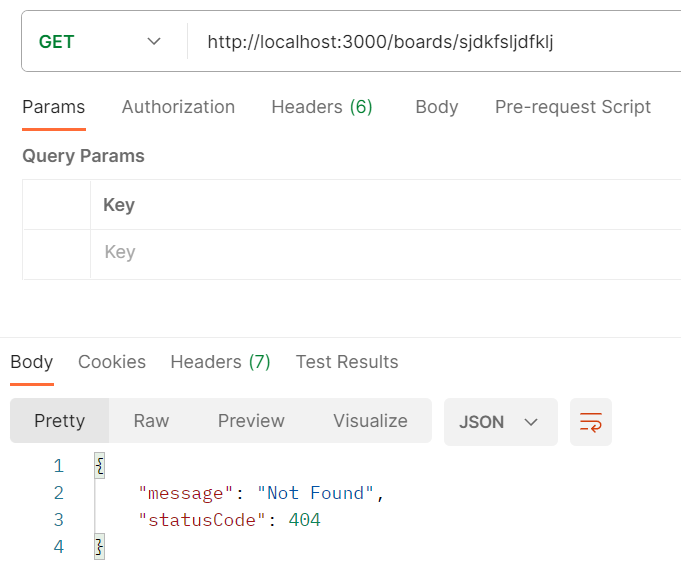 GET http://localhost:3000/boards/sjdkfsljdfklj
Params Authorization Headers (6) Body Pre-request Script
Query Params
Key
Key
Body Cookies Headers (7) Test Results
Pretty Raw Preview Visualize JSON
1 {
2 "message": "Not Found",
3 "statusCode": 404
4 }